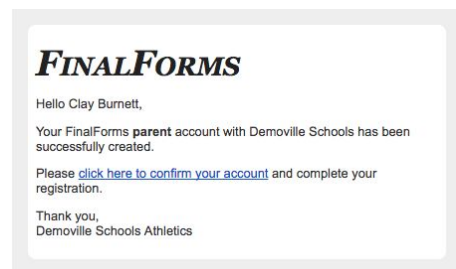 FINALFORMS
Hello Clay Burnett,
Your FinalForms parent account with Demoville Schools has been
successfully created.
Please click here to confirm your account and complete your
registration.
Thank you,
Demoville Schools Athletics